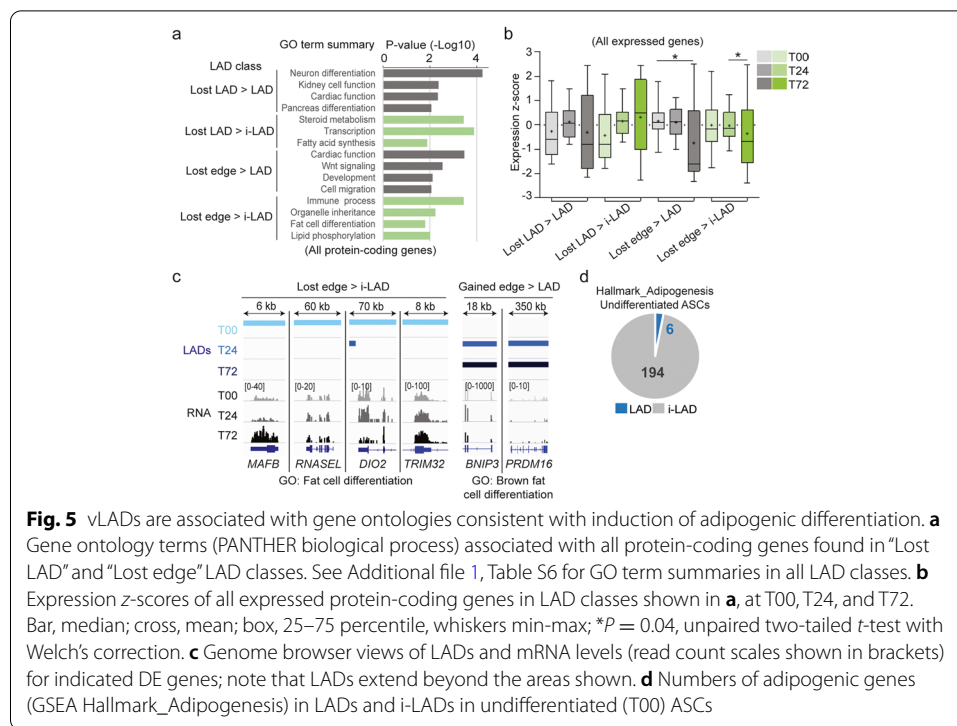 a
GO term summary
P-value (-Log10)
LAD class
0 2 4
Lost LAD > LAD
Neuron differentiation
Kidney cell function
Cardiac function
Pancreas differentiation
Lost LAD > i-LAD
Steroid metabolism
Transcription
Fatty acid synthesis
Lost edge > LAD
Cardiac function
Wnt signaling
Development
Cell migration
Lost edge > i-LAD
Immune process
Organelle inheritance
Fat cell differentiation
Lipid phosphorylation
(All protein-coding genes)
b
(All expressed genes)
T00
T24
T72
Expression z-score
3
2
1
0
-1
-2
-3
* *
Lost LAD > LAD
Lost LAD > i-LAD
Lost edge > LAD
Lost edge > i-LAD
c
Lost edge > i-LAD
Gained edge > LAD
6 kb 60 kb 70 kb 8 kb 18 kb 350 kb
LADs
T00
T24
T72
[0-40] [0-20] [0-10] [0-100] [0-1000] [0-10]
RNA
T00
T24
T72
MAFB RNASEL DIO2 TRIM32 BNIP3 PRDM16
GO: Fat cell differentiation
GO: Brown fat
cell differentiation
d
Hallmark_Adipogenesis
Undifferentiated ASCs
6
194
LAD i-LAD
Fig. 5 vLADs are associated with gene ontologies consistent with induction of adipogenic differentiation. a
Gene ontology terms (PANTHER biological process) associated with all protein-coding genes found in “Lost
LAD” and “Lost edge” LAD classes. See Additional file 1, Table S6 for GO term summaries in all LAD classes. b
Expression z-scores of all expressed protein-coding genes in LAD classes shown in a, at T00, T24, and T72.
Bar, median; cross, mean; box, 25–75 percentile, whiskers min-max; *P = 0.04, unpaired two-tailed t-test with
Welch’s correction. c Genome browser views of LADs and mRNA levels (read count scales shown in brackets)
for indicated DE genes; note that LADs extend beyond the areas shown. d Numbers of adipogenic genes
(GSEA Hallmark_Adipogenesis) in LADs and i-LADs in undifferentiated (T00) ASCs